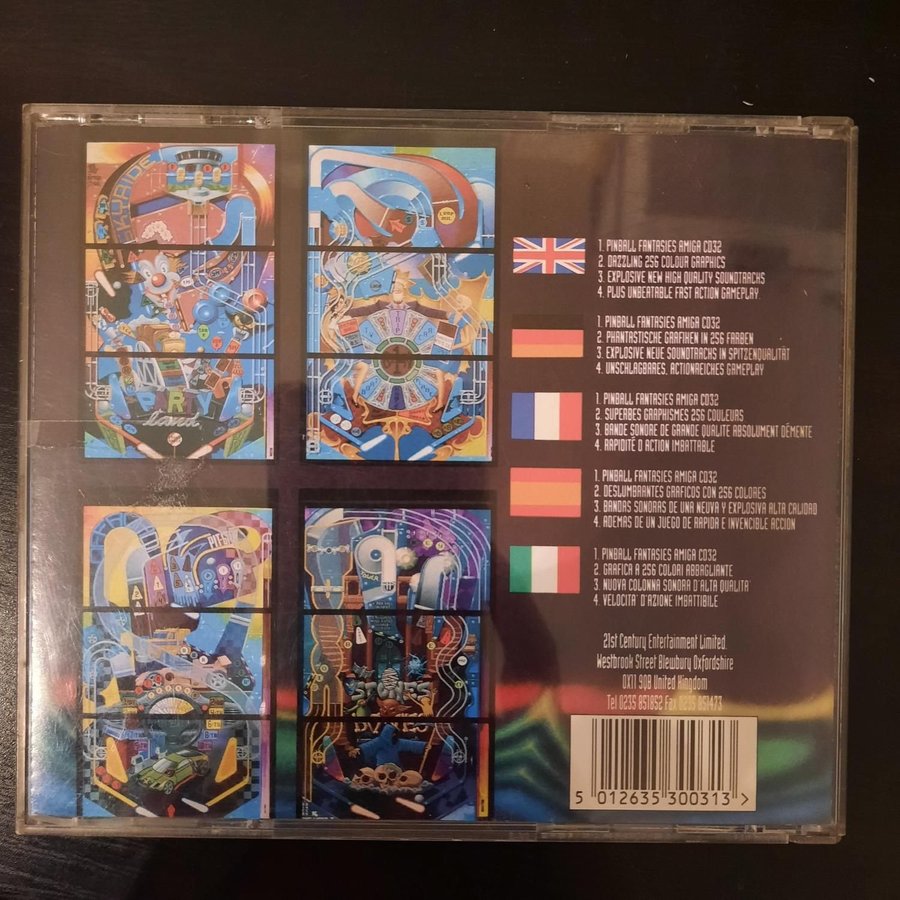 SKYRIDE
PARTY
Land
STONES
BONES
1. PINBALL FANTASIES AMIGA CD32
2. DAZZLING 256 COLOUR GRAPHICS
3. EXPLOSIVE NEW HIGH QUALITY SOUNDTRACKS
4. PLUS UNBEATABLE FAST ACTION GAMEPLAY.
1. PINBALL FANTASIES AMIGA CD32
2. PHANTASTISCHE GRAFIKEN IN 256 FARBEN
3. EXPLOSIVE NEUE SOUNDTRACKS IN SPITZENQUALITÄT
4. UNSCHLAGBARES, ACTIONREICHES GAMEPLAY
1. PINBALL FANTASIES AMIGA CD32
2. SUPERBES GRAPHISMES 256 COULEURS
3. BANDE SONORE DE GRANDE QUALITE ABSOLUMENT DÉMENTE
4. RAPIDITÉ D'ACTION IMBATTABLE
1. PINBALL FANTASIES AMIGA CD32
2. DESLUMBRANTES GRAFICOS CON 256 COLORES
3. BANDAS SONORAS DE UNA NEUVA Y EXPLOSIVA ALTA CALIDAD
4. ADEMAS DE UN JUEGO DE RAPIDA E INVENCIBLE ACCION
1. PINBALL FANTASIES AMIGA CD32
2. GRAFICA A 256 COLORI ABBAGLIANTE
3. NUOVA COLONNA SONORA D'ALTA QUALITA
4. VELOCITA' D'AZIONE IMBATTIBILE
21st Century Entertainment Limited
Westbrook Street Blewbury Oxfordshire
OX11 9QB United Kingdom
Tel 0235 851852 Fax 0235 851473
5 012635 300313 >